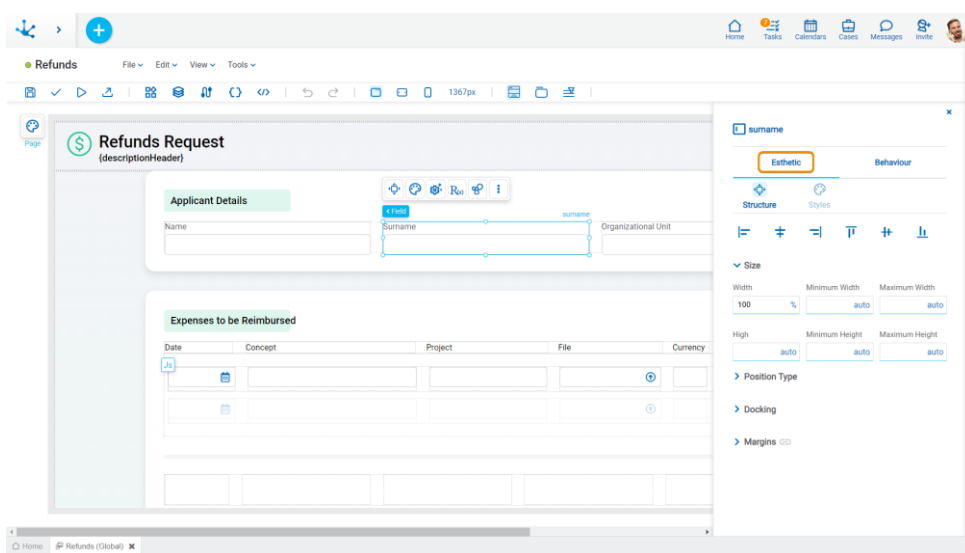 7
Home Tasks Calendars Cases Messages Invite
Refunds File Edit View Tools
1367px
Page
Refunds Request
{descriptionHeader}
surname
Esthetic Behaviour
Structure Styles
Applicant Details
Field surname
Name Surname Organizational Unit
Size
Width Minimum Width Maximum Width
100 % auto auto
High Minimum Height Maximum Height
auto auto auto
Position Type
Docking
Margins
Expenses to be Reimbursed
Date Concept Project File Currency
Js
Home Refunds (Global)